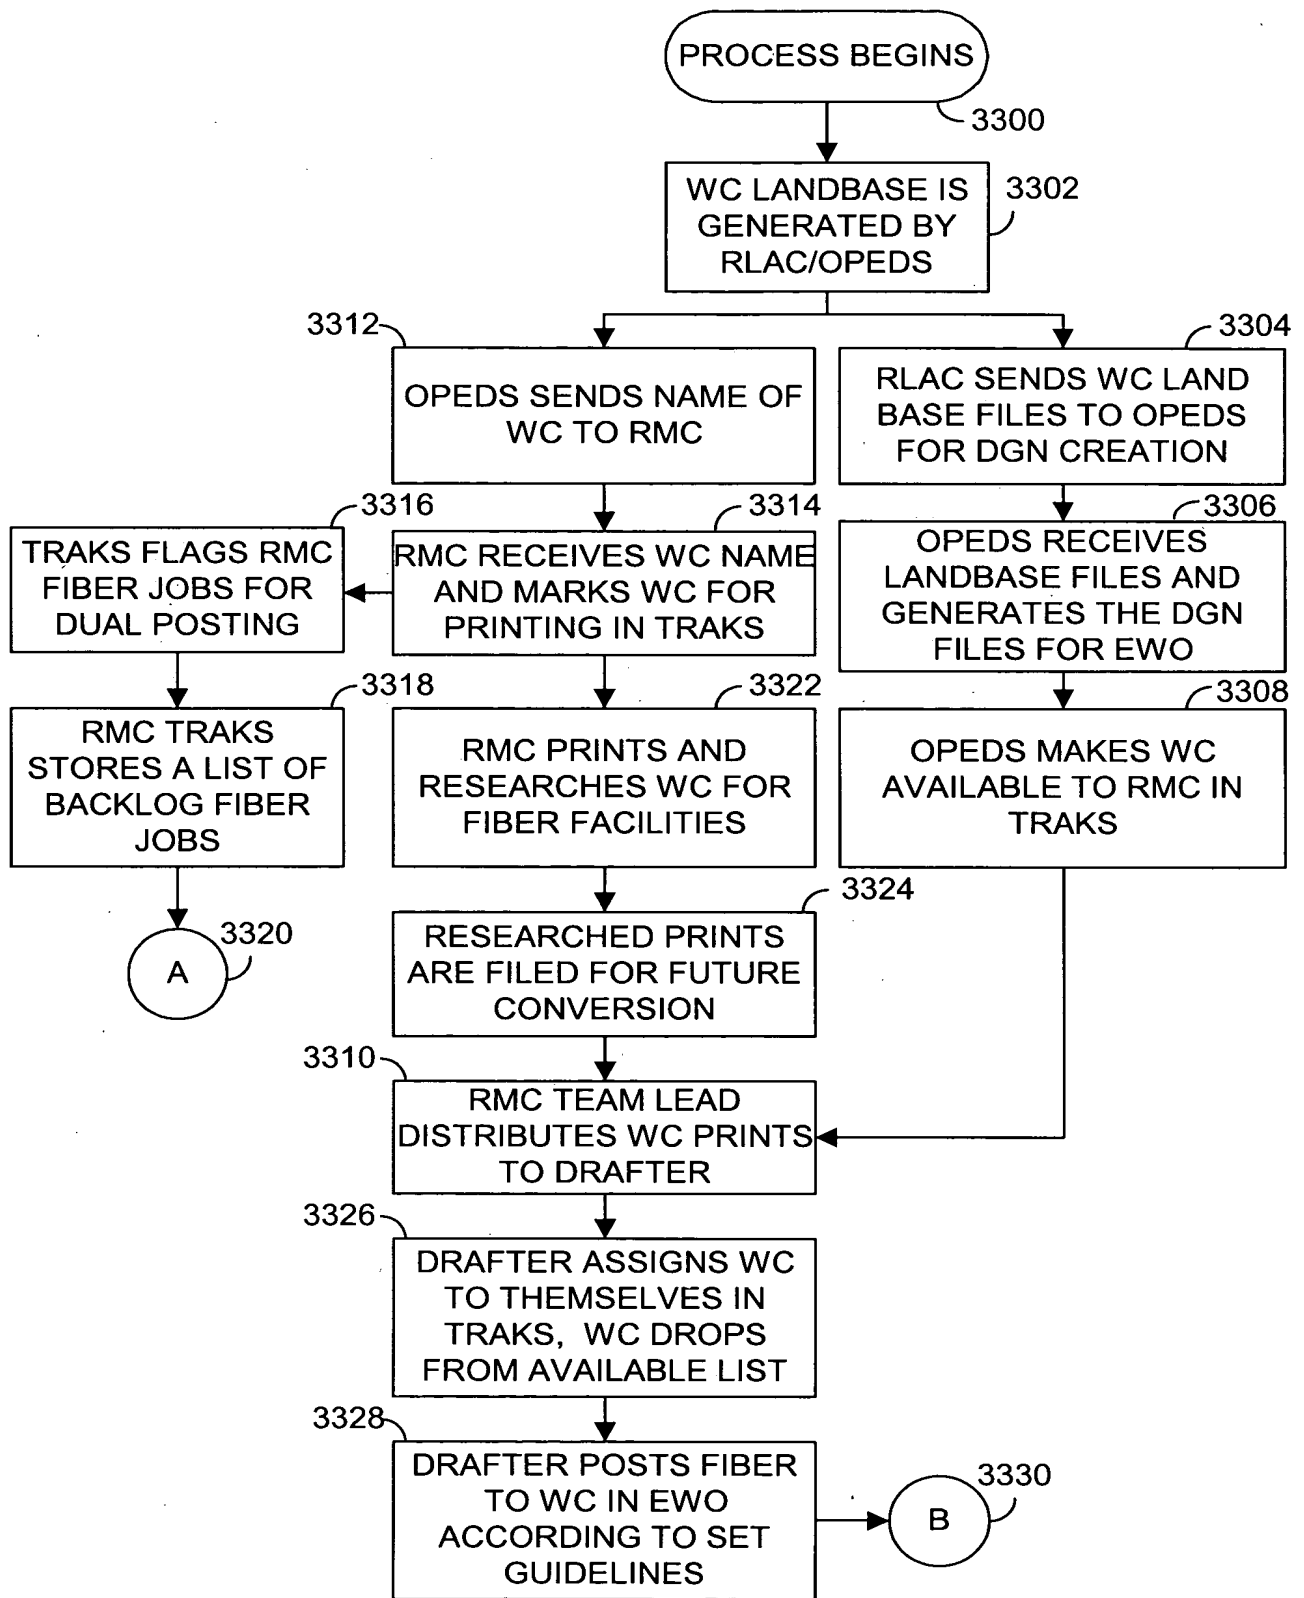 PROCESS BEGINS
3300
WC LANDBASE IS
GENERATED BY
RLAC/OPEDS
3302
3312
OPEDS SENDS NAME OF
WC TO RMC
3304
RLAC SENDS WC LAND
BASE FILES TO OPEDS
FOR DGN CREATION
3316
TRAKS FLAGS RMC
FIBER JOBS FOR
DUAL POSTING
3314
RMC RECEIVES WC NAME
AND MARKS WC FOR
PRINTING IN TRAKS
3306
OPEDS RECEIVES
LANDBASE FILES AND
GENERATES THE DGN
FILES FOR EWO
3318
RMC TRAKS
STORES A LIST OF
BACKLOG FIBER
JOBS
3322
RMC PRINTS AND
RESEARCHES WC FOR
FIBER FACILITIES
3308
OPEDS MAKES WC
AVAILABLE TO RMC IN
TRAKS
3320
A
3324
RESEARCHED PRINTS
ARE FILED FOR FUTURE
CONVERSION
3310
RMC TEAM LEAD
DISTRIBUTES WC PRINTS
TO DRAFTER
3326
DRAFTER ASSIGNS WC
TO THEMSELVES IN
TRAKS, WC DROPS
FROM AVAILABLE LIST
3328
DRAFTER POSTS FIBER
TO WC IN EWO
ACCORDING TO SET
GUIDELINES
3330
B